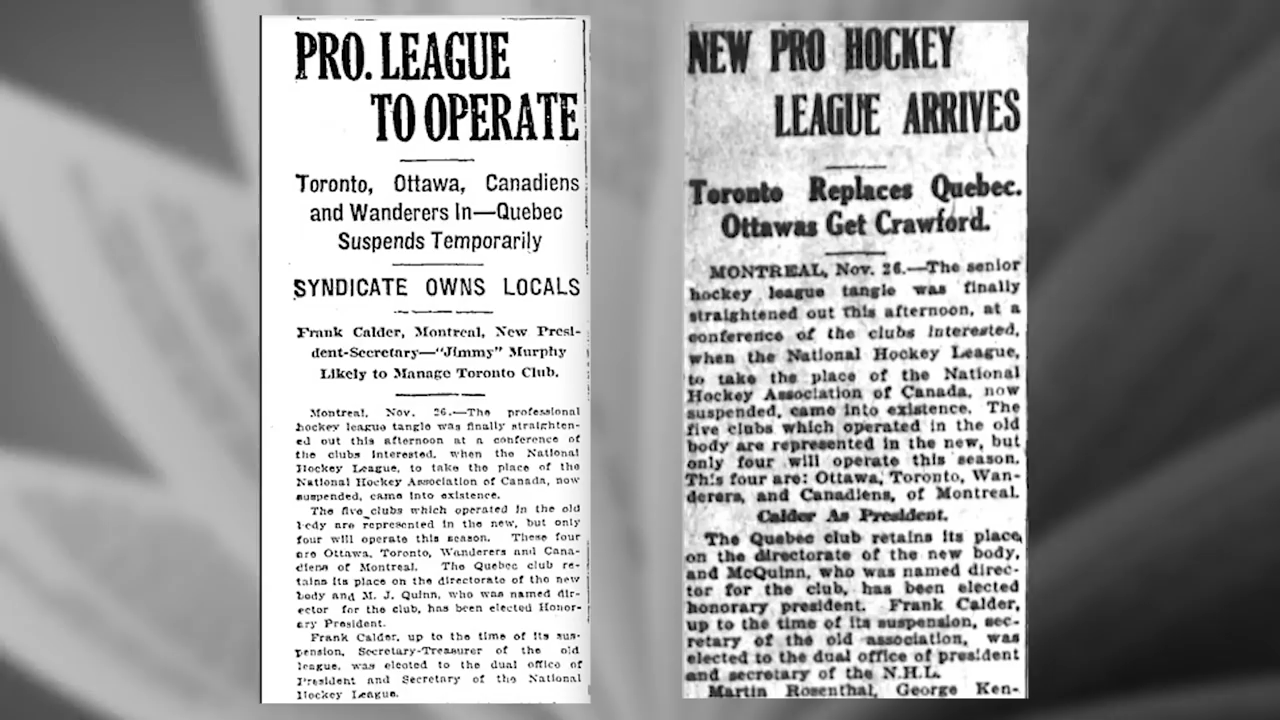 PRO. LEAGUE
TO OPERATE
Toronto, Ottawa, Canadiens
and Wanderers In—Quebec
Suspends Temporarily
SYNDICATE OWNS LOCALS
Frank Calder, Montreal, New Presi-
dent-Secretary—"Jimmy" Murphy
Likely to Manage Toronto Club.
Montreal, Nov. 26.—The professional
hockey league tangle was finally straighten-
ed out this afternoon at a conference of
the clubs interested, when the National
Hockey League, to take the place of the
National Hockey Association of Canada, now
suspended, came into existence.
The five clubs which operated in the old
body are represented in the new, but only
four will operate this season. These four
are Ottawa, Toronto, Wanderers and Cana-
diens of Montreal. The Quebec club re-
tains its place on the directorate of the new
body and M. J. Quinn, who was named dir-
ector for the club, has been elected Honor-
ary President.
Frank Calder, up to the time of its sus-
pension, Secretary-Treasurer of the old
league, was elected to the dual office of
President and Secretary of the National
Hockey League.
NEW PRO HOCKEY
LEAGUE ARRIVES
Toronto Replaces Quebec.
Ottawas Get Crawford.
MONTREAL, Nov. 26.—The senior
hockey league tangle was finally
straightened out this afternoon, at a
conference of the clubs interested,
when the National Hockey League,
to take the place of the National
Hockey Association of Canada, now
suspended, came into existence. The
five clubs which operated in the old
body are represented in the new, but
only four will operate this season.
This four are: Ottawa, Toronto, Wan-
derers, and Canadiens, of Montreal.
Calder As President.
The Quebec club retains its place
on the directorate of the new body,
and McQuinn, who was named direc-
tor for the club, has been elected
honorary president. Frank Calder,
up to the time of its suspension, sec-
retary of the old association, was
elected to the dual office of president
and secretary of the N.H.L.
Martin Rosenthal, George Ken-